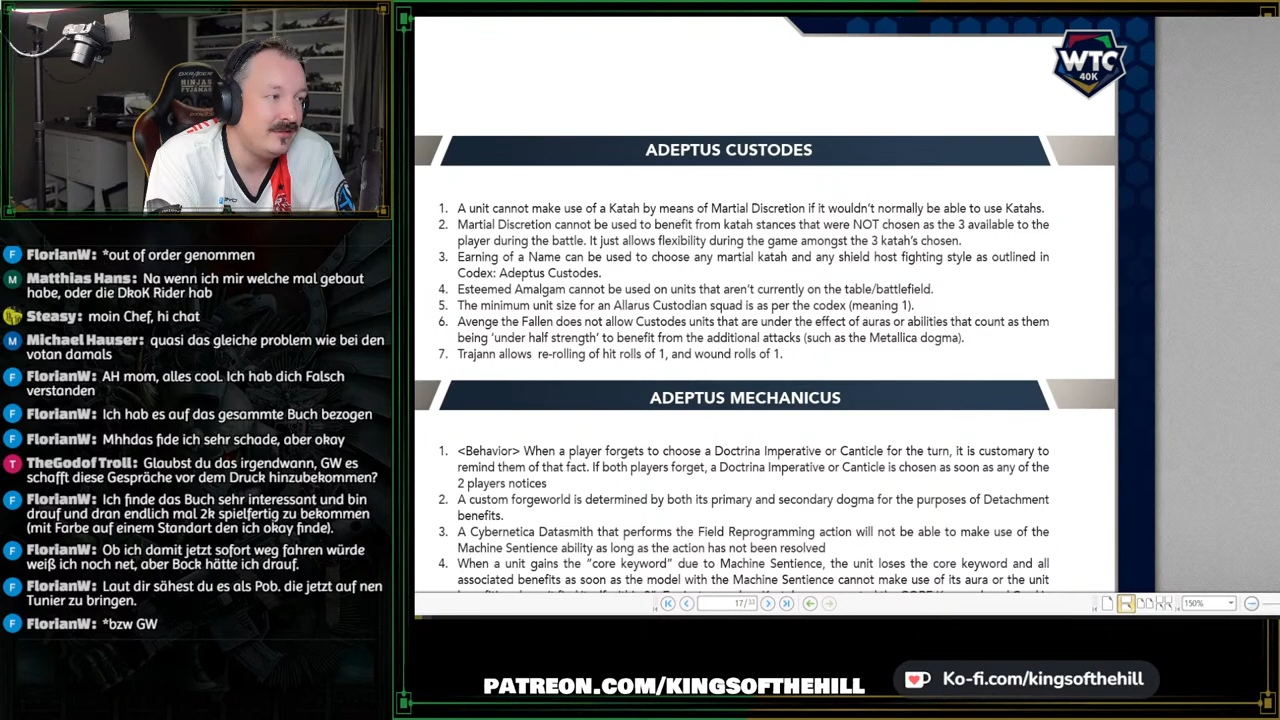 WTC
40K
ADEPTUS CUSTODES
1. A unit cannot make use of a Katah by means of Martial Discretion if it wouldn't normally be able to use Katahs.
2. Martial Discretion cannot be used to benefit from katah stances that were NOT chosen as the 3 available to the
player during the battle. It just allows flexibility during the game amongst the 3 katah's chosen.
3. Earning of a Name can be used to choose any martial katah and any shield host fighting style as outlined in
Codex: Adeptus Custodes.
4. Esteemed Amalgam cannot be used on units that aren't currently on the table/battlefield.
5. The minimum unit size for an Allarus Custodian squad is as per the codex (meaning 1).
6. Avenge the Fallen does not allow Custodes units that are under the effect of auras or abilities that count as them
being 'under half strength' to benefit from the additional attacks (such as the Metallica dogma).
7. Trajann allows re-rolling of hit rolls of 1, and wound rolls of 1.
ADEPTUS MECHANICUS
1. <Behavior> When a player forgets to choose a Doctrina Imperative or Canticle for the turn, it is customary to
remind them of that fact. If both players forget, a Doctrina Imperative or Canticle is chosen as soon as any of the
2 players notices
2. A custom forgeworld is determined by both its primary and secondary dogma for the purposes of Detachment
benefits.
3. A Cybernetica Datasmith that performs the Field Reprogramming action will not be able to make use of the
Machine Sentience ability as long as the action has not been resolved
4. When a unit gains the "core keyword" due to Machine Sentience, the unit loses the core keyword and all
associated benefits as soon as the model with the Machine Sentience cannot make use of its aura or the unit
17 / 33
150%
DXRACER
NINJAS
PYJAMAS
F FlorianW: *out of order genommen
M Matthias Hans: Na wenn ich mir welche mal gebaut
habe, oder die DkoK Rider hab
Steasy: moin Chef, hi chat
M Michael Hauser: quasi das gleiche problem wie bei den
votan damals
F FlorianW: AH mom, alles cool. Ich hab dich Falsch
verstanden
F FlorianW: Ich hab es auf das gesammte Buch bezogen
F FlorianW: Mhhdas fide ich sehr schade, aber okay
T TheGodofTroll: Glaubst du das irgendwann, GW es
schafft diese Gespräche vor dem Druck hinzubekommen?
F FlorianW: Ich finde das Buch sehr interessant und bin
drauf und dran endlich mal 2k spielfertig zu bekommen
(mit Farbe auf einem Standart den ich okay finde).
F FlorianW: Ob ich damit jetzt sofort weg fahren würde
weiß ich noch net, aber Bock hätte ich drauf.
F FlorianW: Laut dir sähest du es als Pob. die jetzt auf nen
Tunier zu bringen.
F FlorianW: *bzw GW
PATREON.COM/KINGSOFTHEHILL
Ko-fi.com/kingsofthehill